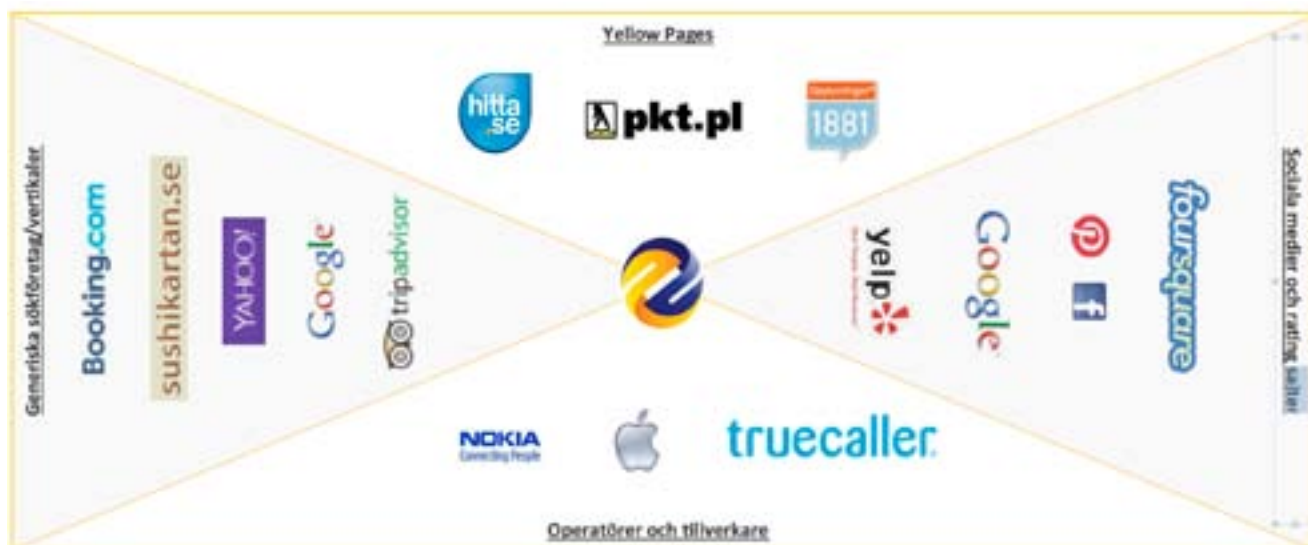 Yellow Pages
hitta
.se
pkt.pl
Opplysningen
1881
Generiska sökföretag/vertikaler
Booking.com
sushikartan.se
YAHOO!
Google
tripadvisor
yelp
Google
foursquare
Sociala medier och rating sajter
NOKIA
Connecting People
truecaller
Operatörer och tillverkare